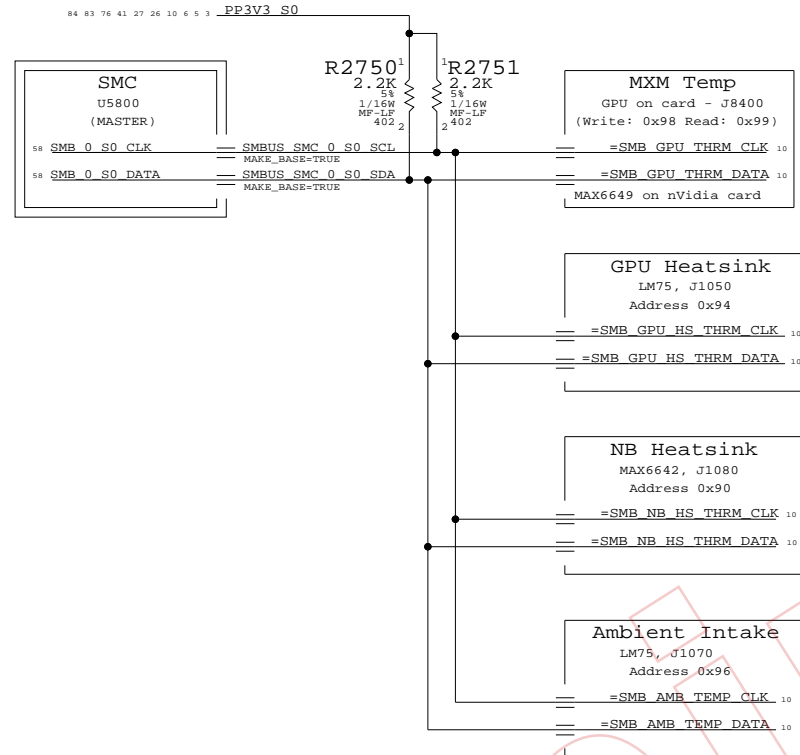 84 83 76 41 27 26 10 6 5 3 PP3V3_S0
R2750
2.2K
5%
1/16W
MF-LF
402
1
2
R2751
2.2K
5%
1/16W
MF-LF
402
1
2
SMC
U5800
(MASTER)
58 SMB_0_S0_CLK
SMBUS_SMC_0_S0_SCL
MAKE_BASE=TRUE
58 SMB_0_S0_DATA
SMBUS_SMC_0_S0_SDA
MAKE_BASE=TRUE
MXM Temp
GPU on card - J8400
(Write: 0x98 Read: 0x99)
=SMB_GPU_THRM_CLK 10
=SMB_GPU_THRM_DATA 10
MAX6649 on nVidia card
GPU Heatsink
LM75, J1050
Address 0x94
=SMB_GPU_HS_THRM_CLK 10
=SMB_GPU_HS_THRM_DATA 10
NB Heatsink
MAX6642, J1080
Address 0x90
=SMB_NB_HS_THRM_CLK 10
=SMB_NB_HS_THRM_DATA 10
Ambient Intake
LM75, J1070
Address 0x96
=SMB_AMB_TEMP_CLK 10
=SMB_AMB_TEMP_DATA 10